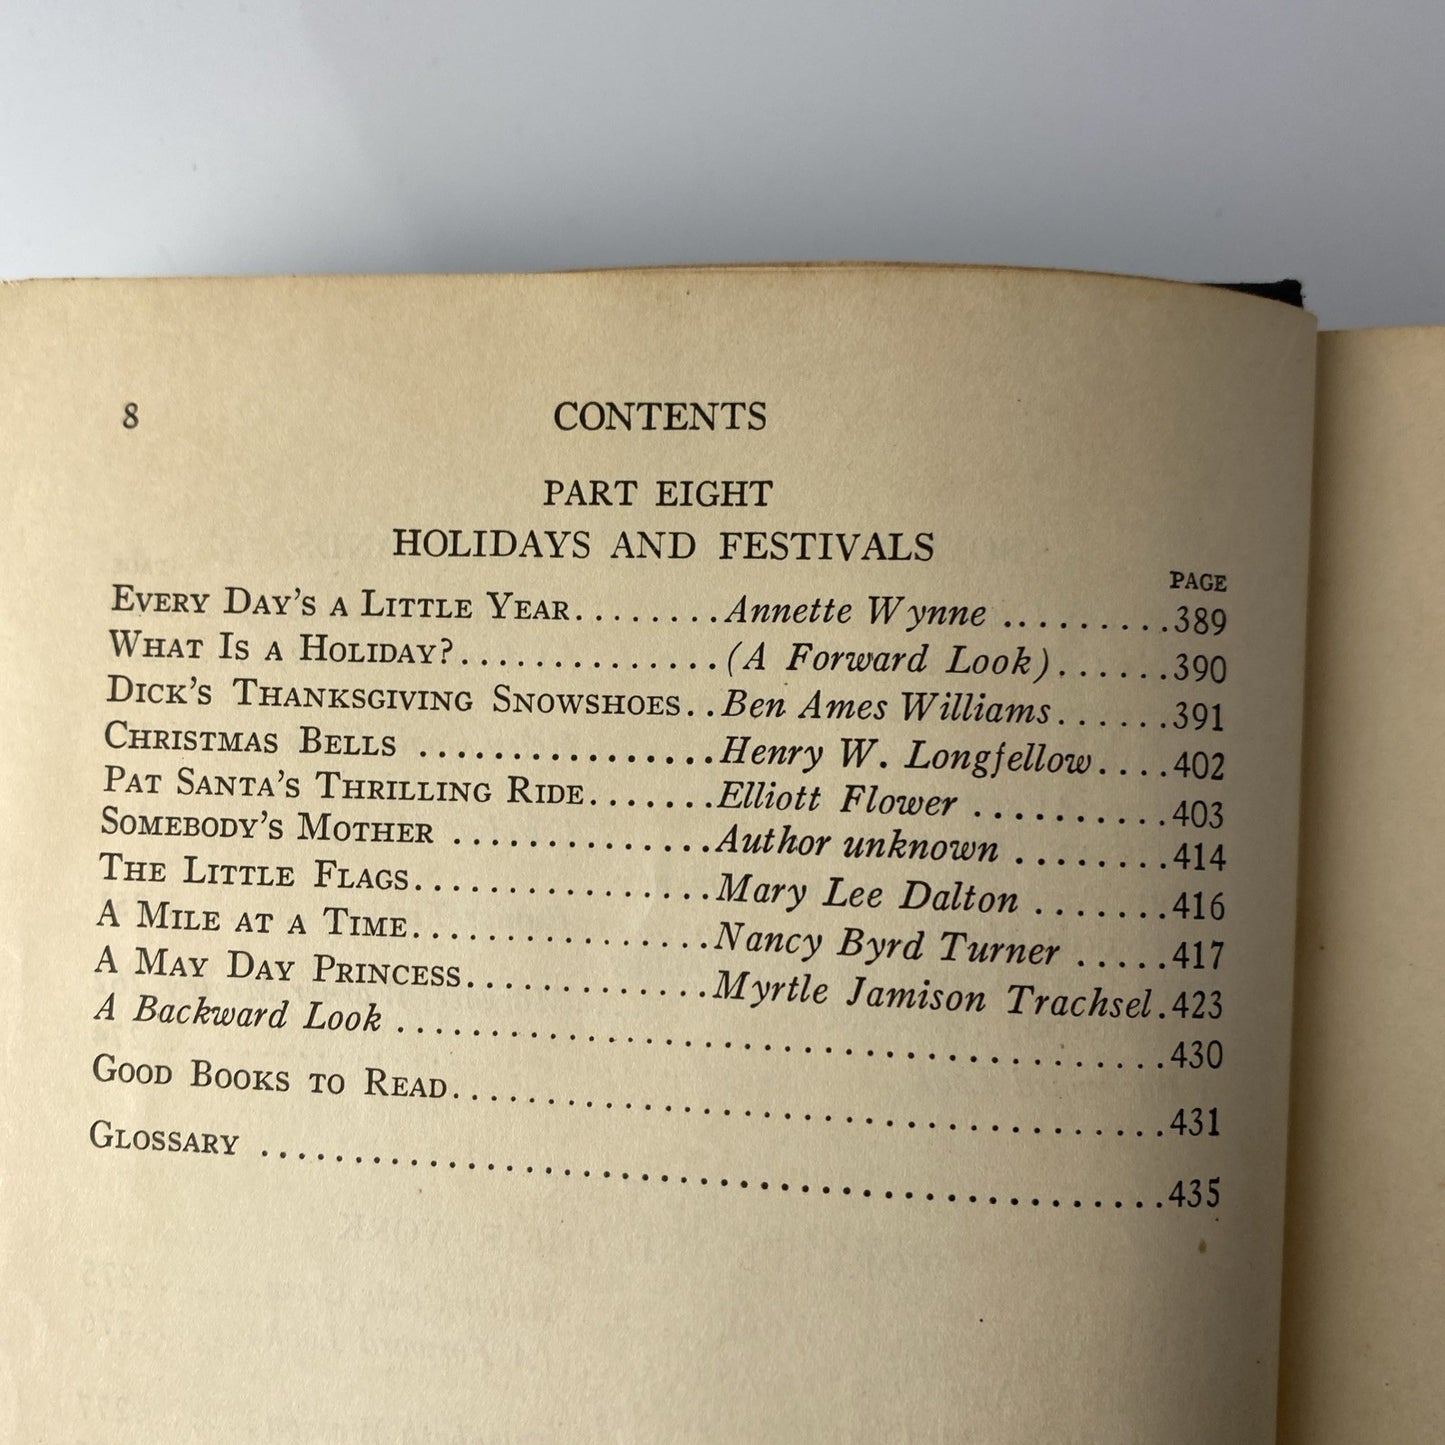 8 CONTENTS
PART EIGHT
HOLIDAYS AND FESTIVALS
PAGE
EVERY DAY'S A LITTLE YEAR........Annette Wynne .........389
WHAT IS A HOLIDAY?..............(A Forward Look)......390
DICK'S THANKSGIVING SNOWSHOES..Ben Ames Williams......391
CHRISTMAS BELLS ................Henry W. Longfellow....402
PAT SANTA'S THRILLING RIDE.......Elliott Flower ...........403
SOMEBODY'S MOTHER ..............Author unknown ........414
THE LITTLE FLAGS................Mary Lee Dalton .......416
A MILE AT A TIME................Nancy Byrd Turner .....417
A MAY DAY PRINCESS.............Myrtle Jamison Trachsel.423
A Backward Look ..........................................430
GOOD BOOKS TO READ.......................................431
GLOSSARY .................................................435